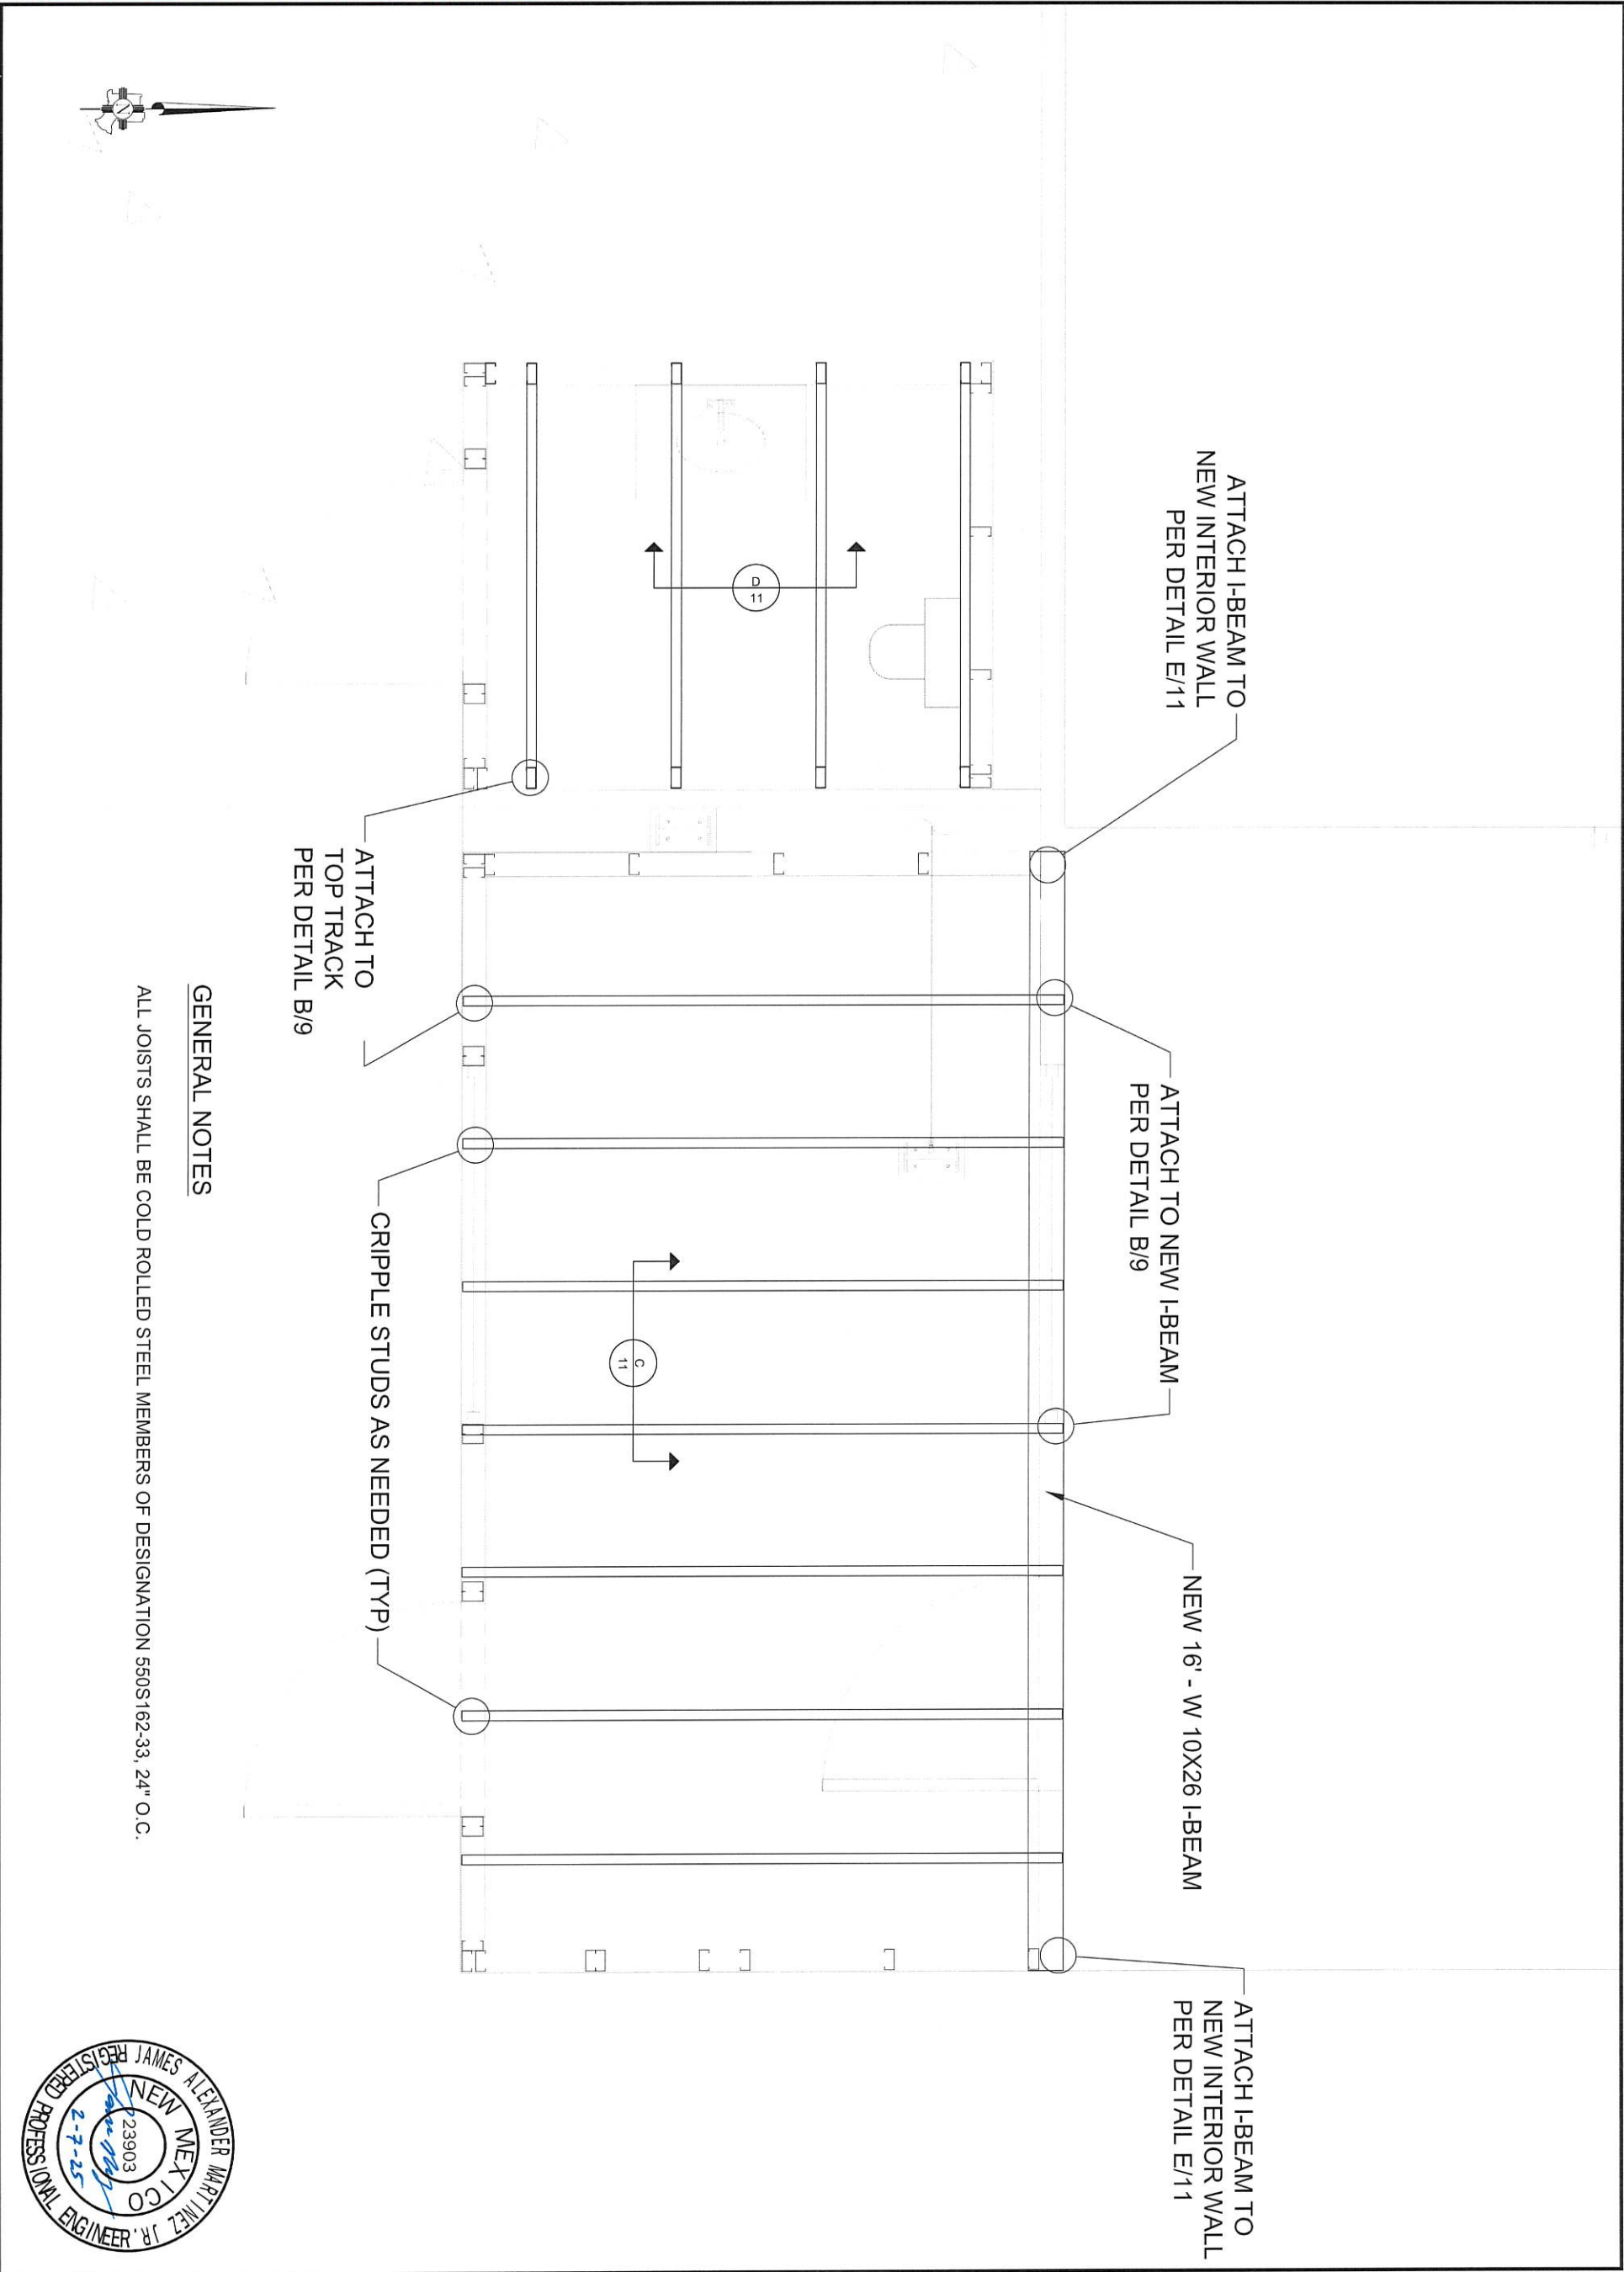 ATTACH I-BEAM TO
NEW INTERIOR WALL
PER DETAIL E/11
ATTACH TO NEW I-BEAM
PER DETAIL B/9
NEW 16' - W 10X26 I-BEAM
ATTACH I-BEAM TO
NEW INTERIOR WALL
PER DETAIL E/11
D
11
C
11
ATTACH TO
TOP TRACK
PER DETAIL B/9
CRIPPLE STUDS AS NEEDED (TYP)
GENERAL NOTES
ALL JOISTS SHALL BE COLD ROLLED STEEL MEMBERS OF DESIGNATION 550S162-33, 24" O.C.
JAMES ALEXANDER MARTINEZ JR.
NEW MEXICO
23903
2-7-25
REGISTERED PROFESSIONAL ENGINEER